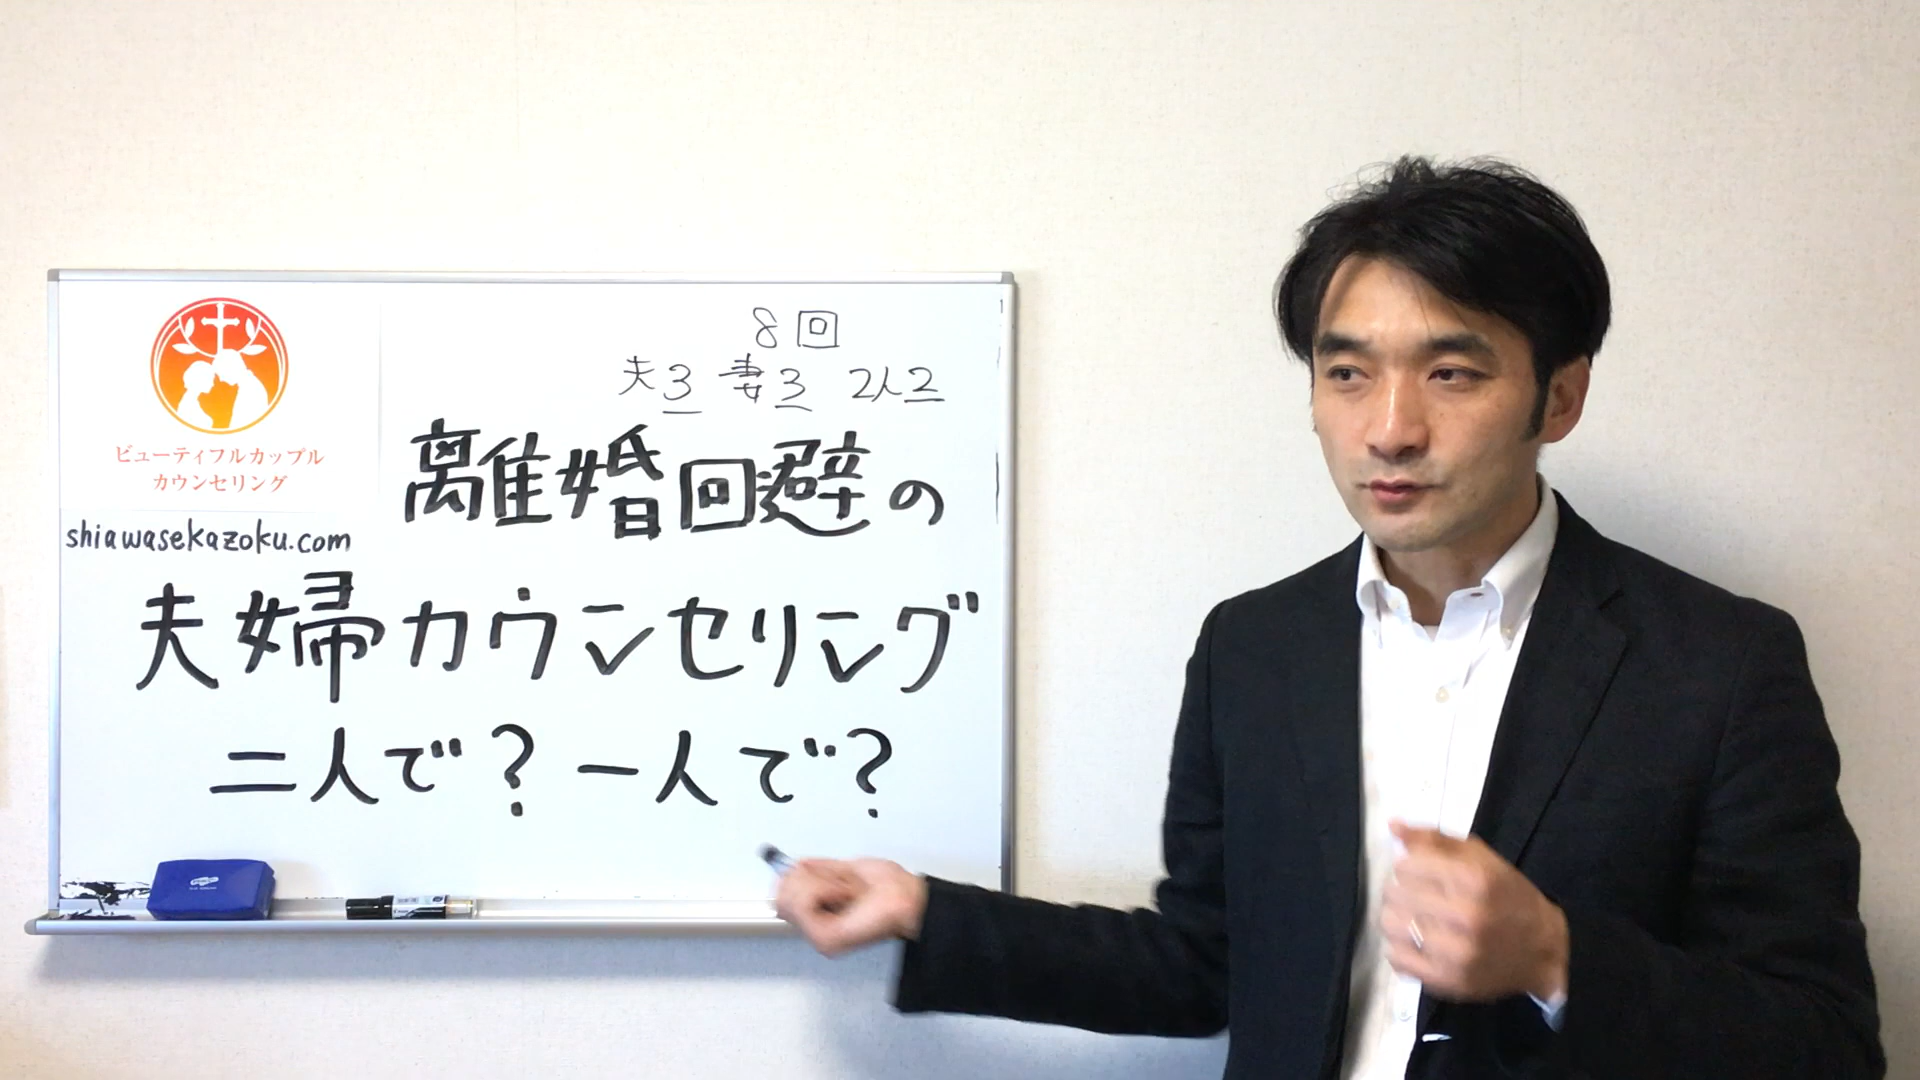 8回
夫3 妻3 2人2
ビューティフルカップル
カウンセリング
shiawasekazoku.com
離婚回避の
夫婦カウンセリング
二人で?一人で?